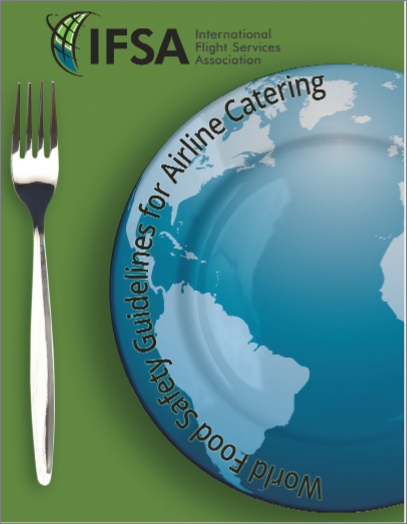 IFSA
International
Flight Services
Association
World Food Safety Guidelines for Airline Catering